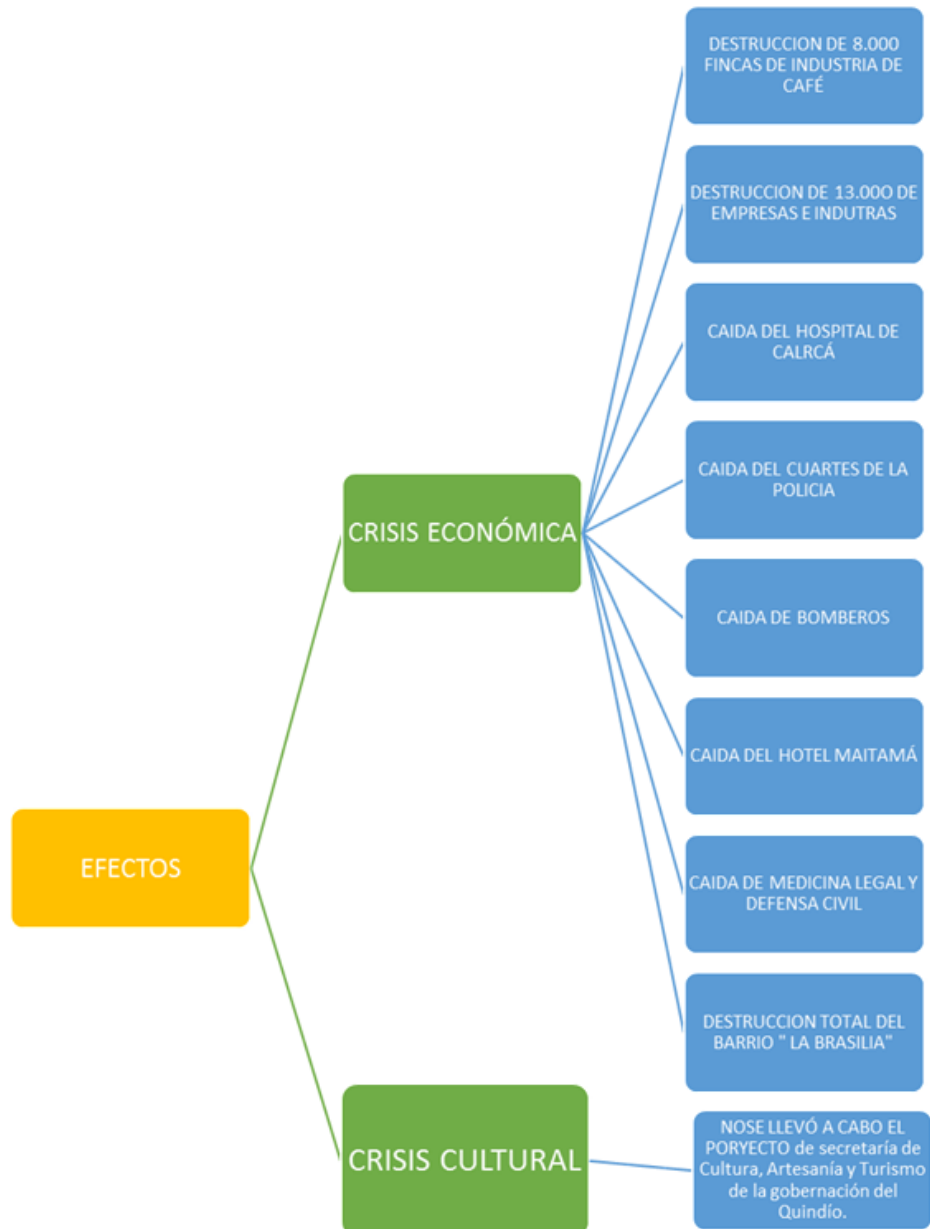 DESTRUCCION DE 8.000
FINCAS DE INDUSTRIA DE
CAFÉ
DESTRUCCION DE 13.00O DE
EMPRESAS E INDUTRAS
CAIDA DEL HOSPITAL DE
CALRCÁ
CAIDA DEL CUARTES DE LA
POLICIA
CRISIS ECONÓMICA
CAIDA DE BOMBEROS
CAIDA DEL HOTEL MAITAMÁ
EFECTOS
CAIDA DE MEDICINA LEGAL Y
DEFENSA CIVIL
DESTRUCCION TOTAL DEL
BARRIO " LA BRASILIA"
CRISIS CULTURAL
NOSE LLEVÓ A CABO EL
PORYECTO de secretaría de
Cultura, Artesanía y Turismo
de la gobernación del
Quindío.